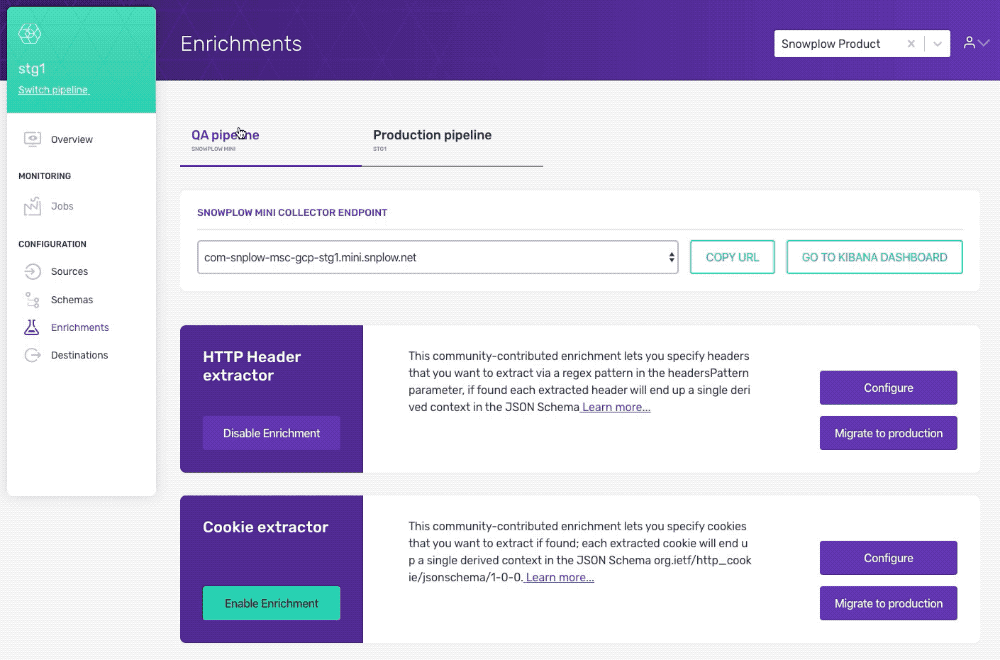 Enrichments
Snowplow Product
stg1
Switch pipeline
Overview
MONITORING
Jobs
CONFIGURATION
Sources
Schemas
Enrichments
Destinations
QA pipeline
SNOWPLOW MINI
Production pipeline
STG1
SNOWPLOW MINI COLLECTOR ENDPOINT
com-snplow-msc-gcp-stg1.mini.snplow.net
COPY URL
GO TO KIBANA DASHBOARD
HTTP Header
extractor
Disable Enrichment
This community-contributed enrichment lets you specify headers
that you want to extract via a regex pattern in the headersPattern
parameter, if found each extracted header will end up a single deri
ved context in the JSON Schema Learn more...
Configure
Migrate to production
Cookie extractor
Enable Enrichment
This community-contributed enrichment lets you specify cookies
that you want to extract if found; each extracted cookie will end u
p a single derived context in the JSON Schema org.ietf/http_cook
ie/jsonschema/1-0-0. Learn more...
Configure
Migrate to production